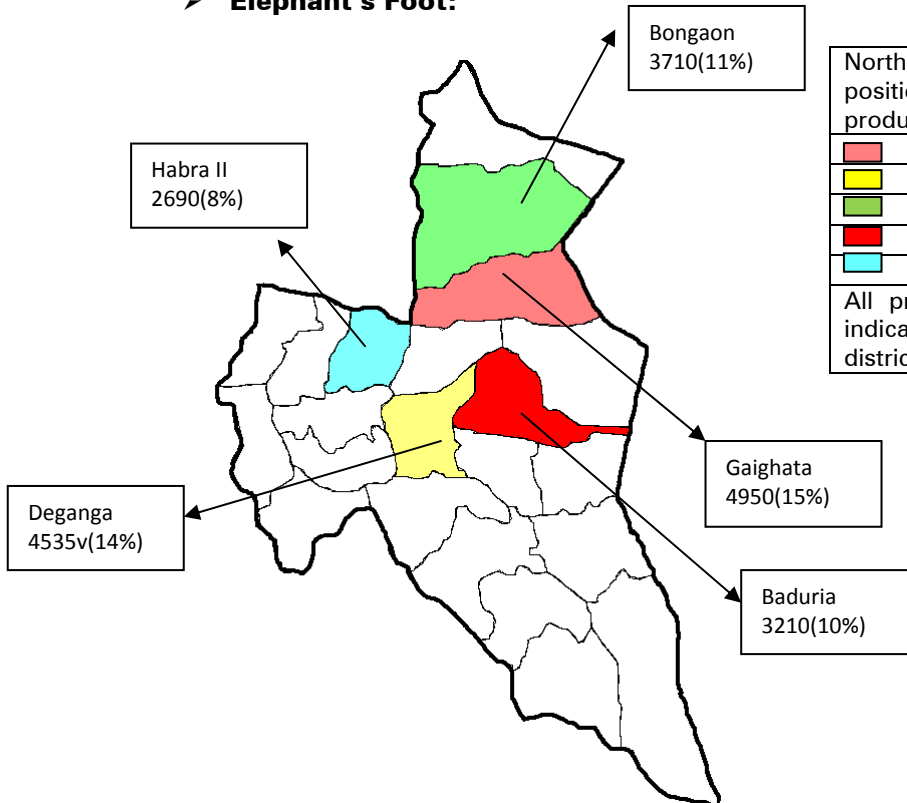 ➢ Elephant's Foot:
Bongaon
3710(11%)
North
positi
produ
Habra II
2690(8%)
All pr
indica
distric
Gaighata
4950(15%)
Deganga
4535v(14%)
Baduria
3210(10%)